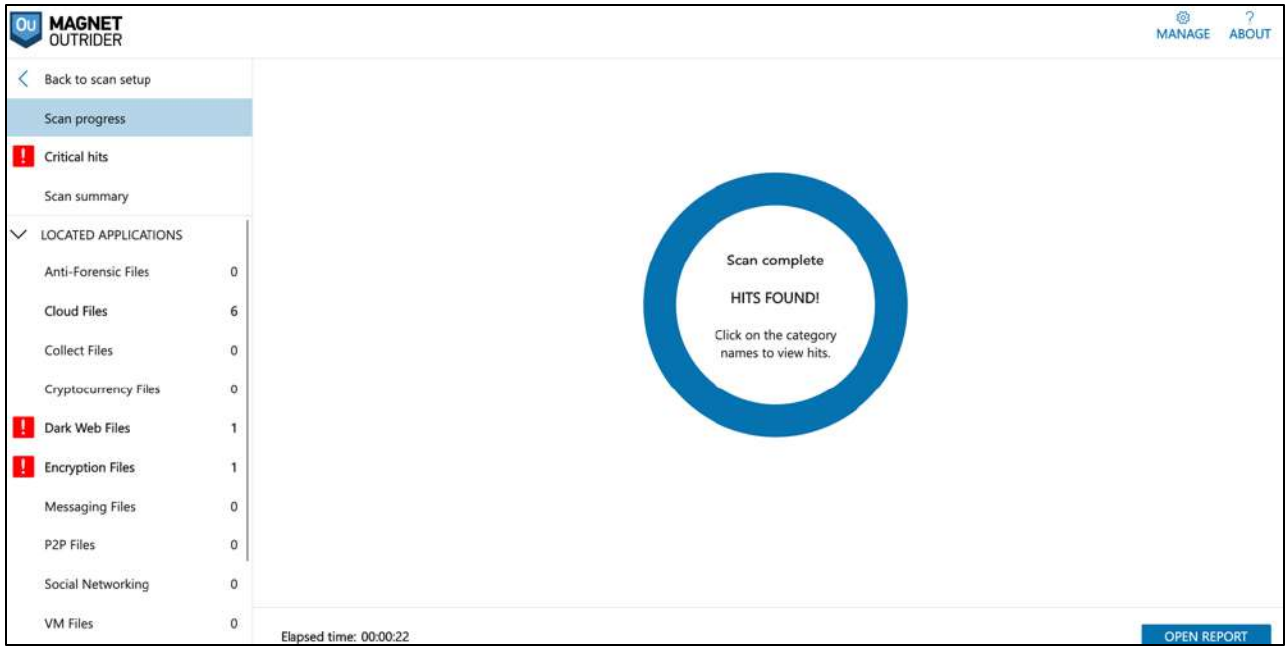 OU MAGNET
OUTRIDER
MANAGE
? ABOUT
Back to scan setup
Scan progress
! Critical hits
Scan summary
LOCATED APPLICATIONS
Anti-Forensic Files 0
Cloud Files 6
Collect Files 0
Cryptocurrency Files 0
! Dark Web Files 1
! Encryption Files 1
Messaging Files 0
P2P Files 0
Social Networking 0
VM Files 0
Scan complete
HITS FOUND!
Click on the category
names to view hits.
Elapsed time: 00:00:22
OPEN REPORT